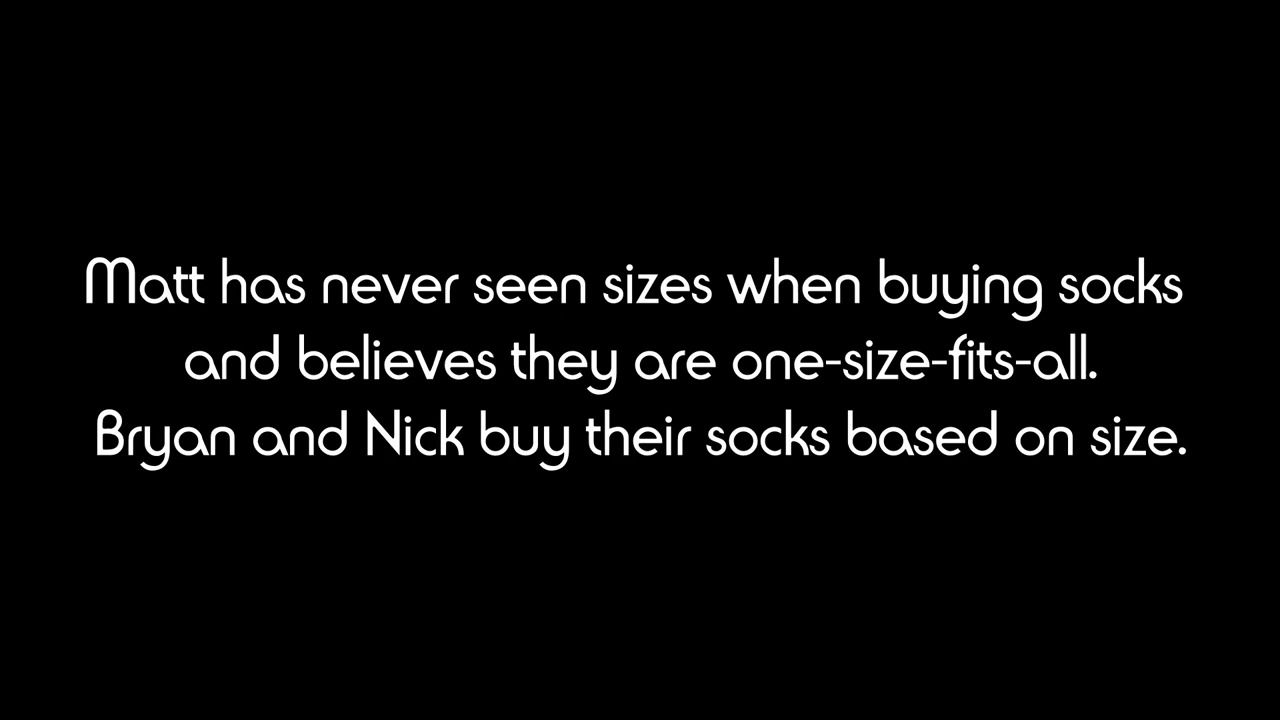 Matt has never seen sizes when buying socks
and believes they are one-size-fits-all.
Bryan and Nick buy their socks based on size.